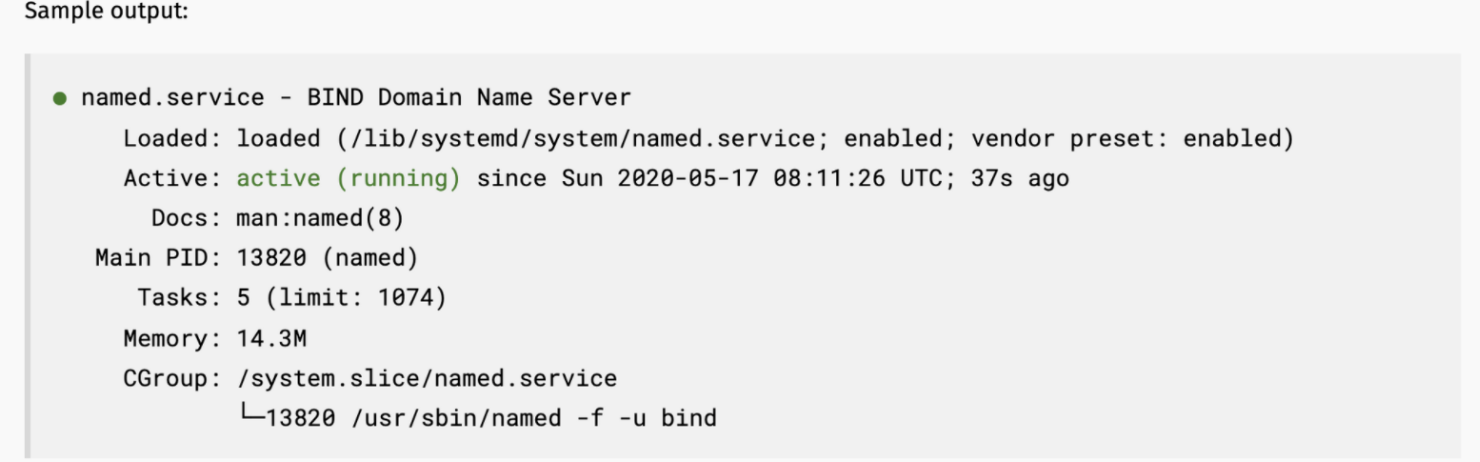 Sample output:
● named.service - BIND Domain Name Server
Loaded: loaded (/lib/systemd/system/named.service; enabled; vendor preset: enabled)
Active: active (running) since Sun 2020-05-17 08:11:26 UTC; 37s ago
Docs: man:named(8)
Main PID: 13820 (named)
Tasks: 5 (limit: 1074)
Memory: 14.3M
CGroup: /system.slice/named.service
└─13820 /usr/sbin/named -f -u bind